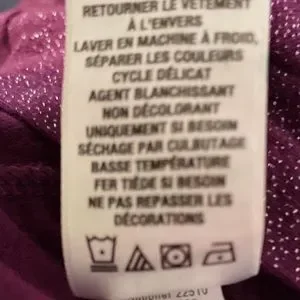 RETOURNER LE VÊTEMENT
À L'ENVERS
LAVER EN MACHINE À FROID,
SÉPARER LES COULEURS
CYCLE DÉLICAT
AGENT BLANCHISSANT
NON DÉCOLORANT
UNIQUEMENT SI BESOIN
SÉCHAGE PAR CULBUTAGE
BASSE TEMPÉRATURE
FER TIÈDE SI BESOIN
NE PAS REPASSER LES
DÉCORATIONS
22510